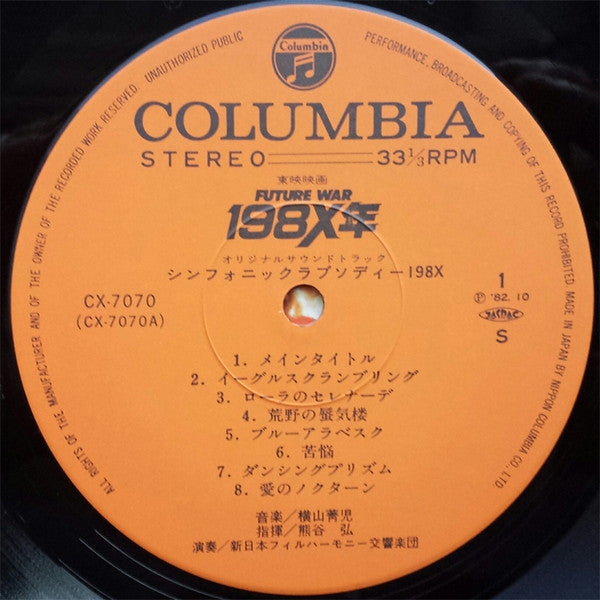 ALL RIGHTS OF THE MANUFACTURER AND OF THE OWNER OF THE RECORDED WORK RESERVED. UNAUTHORIZED PUBLIC PERFORMANCE, BROADCASTING AND COPYING OF THIS RECORD PROHIBITED. MADE IN JAPAN BY NIPPON COLUMBIA CO., LTD.
Columbia
COLUMBIA
STEREO 33⅓RPM
東映映画
FUTURE WAR
198X年
オリジナルサウンドトラック
シンフォニックラプソディー198X
CX-7070
(CX-7070A)
1
Ⓟ '82. 10
S
1. メインタイトル
2. イーグルスクランブリング
3. ローラのセレナーデ
4. 荒野の蜃気楼
5. ブルーアラベスク
6. 苦悩
7. ダンシングプリズム
8. 愛のノクターン
音楽/横山菁児
指揮/熊谷 弘
演奏/新日本フィルハーモニー交響楽団